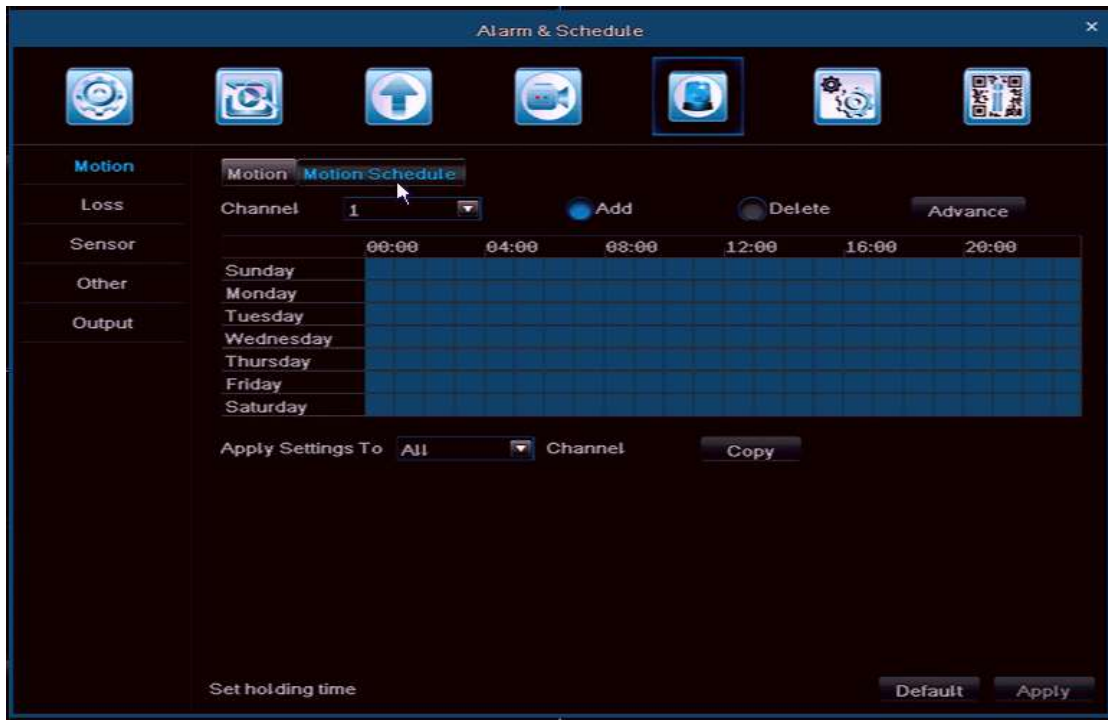 Alarm & Schedule ×
Motion
Loss
Sensor
Other
Output
Motion Motion Schedule
Channel 1 Add Delete Advance
00:00 04:00 08:00 12:00 16:00 20:00
Sunday
Monday
Tuesday
Wednesday
Thursday
Friday
Saturday
Apply Settings To All Channel Copy
Set holding time Default Apply